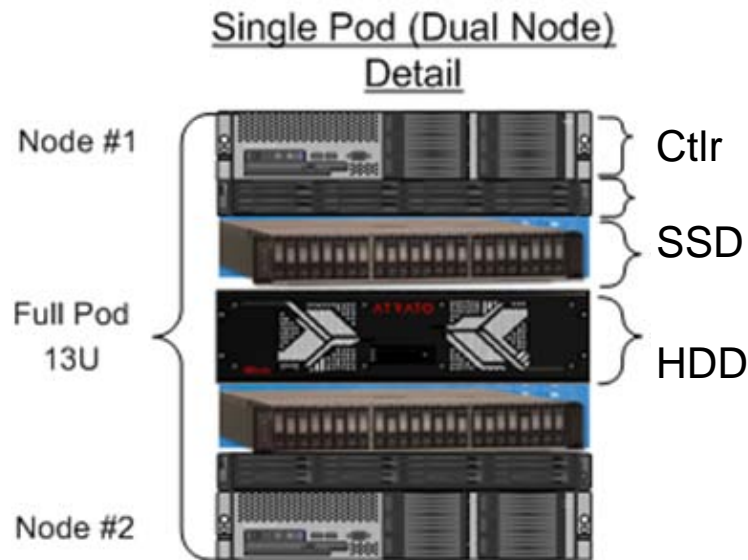 Single Pod (Dual Node)
Detail
Node #1
Ctlr
SSD
ATRATO
Full Pod
13U
HDD
Node #2